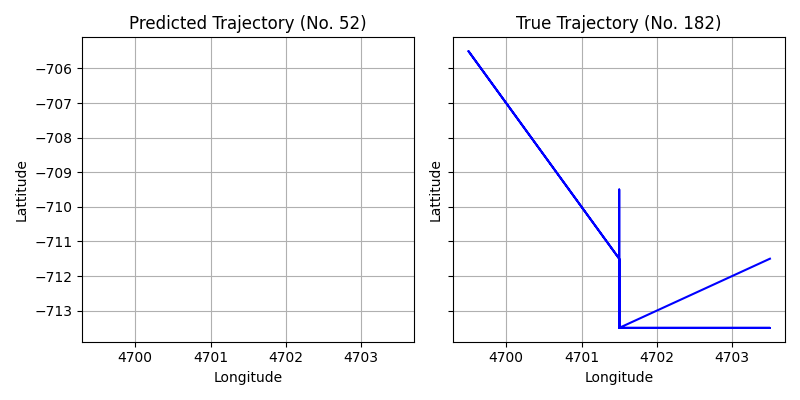 Predicted Trajectory (No. 52)
True Trajectory (No. 182)
Lattitude
−706
−707
−708
−709
−710
−711
−712
−713
4700 4701 4702 4703
Longitude
Lattitude
4700 4701 4702 4703
Longitude